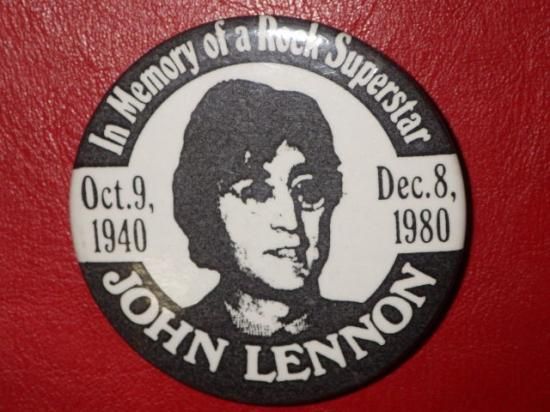 In Memory of a Rock Superstar
Oct.9,
1940
Dec.8,
1980
JOHN LENNON